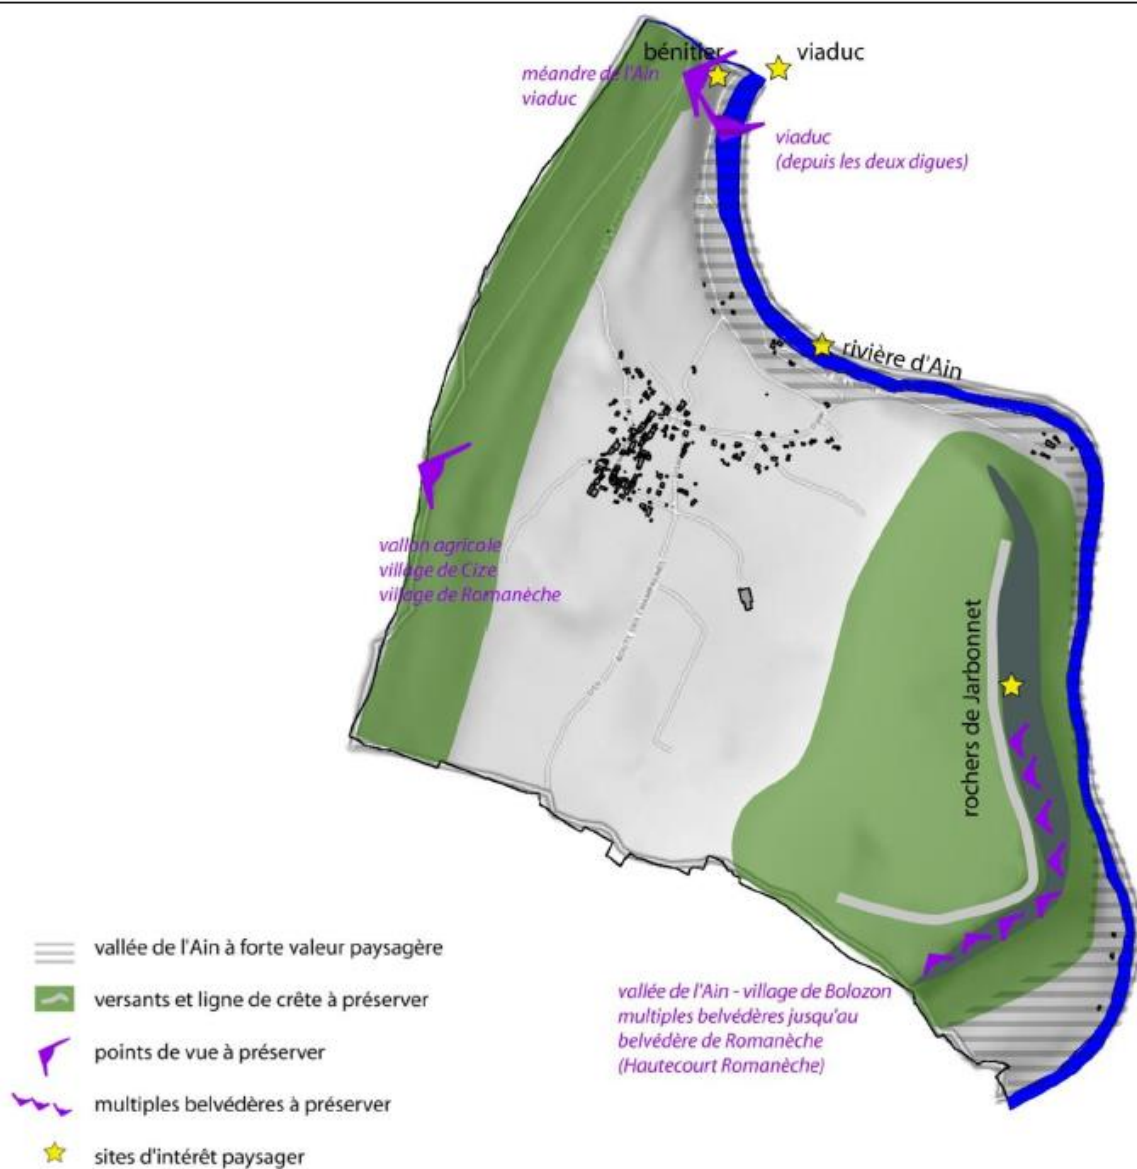 bénitier
viaduc
méandre de l'Ain
viaduc
viaduc
(depuis les deux digues)
rivière d'Ain
vallon agricole
village de Cize
village de Romanèche
rochers de Jarbonnet
vallée de l'Ain - village de Bolozon
multiples belvédères jusqu'au
belvédère de Romanèche
(Hautecourt Romanèche)
vallée de l'Ain à forte valeur paysagère
versants et ligne de crête à préserver
points de vue à préserver
multiples belvédères à préserver
sites d'intérêt paysager